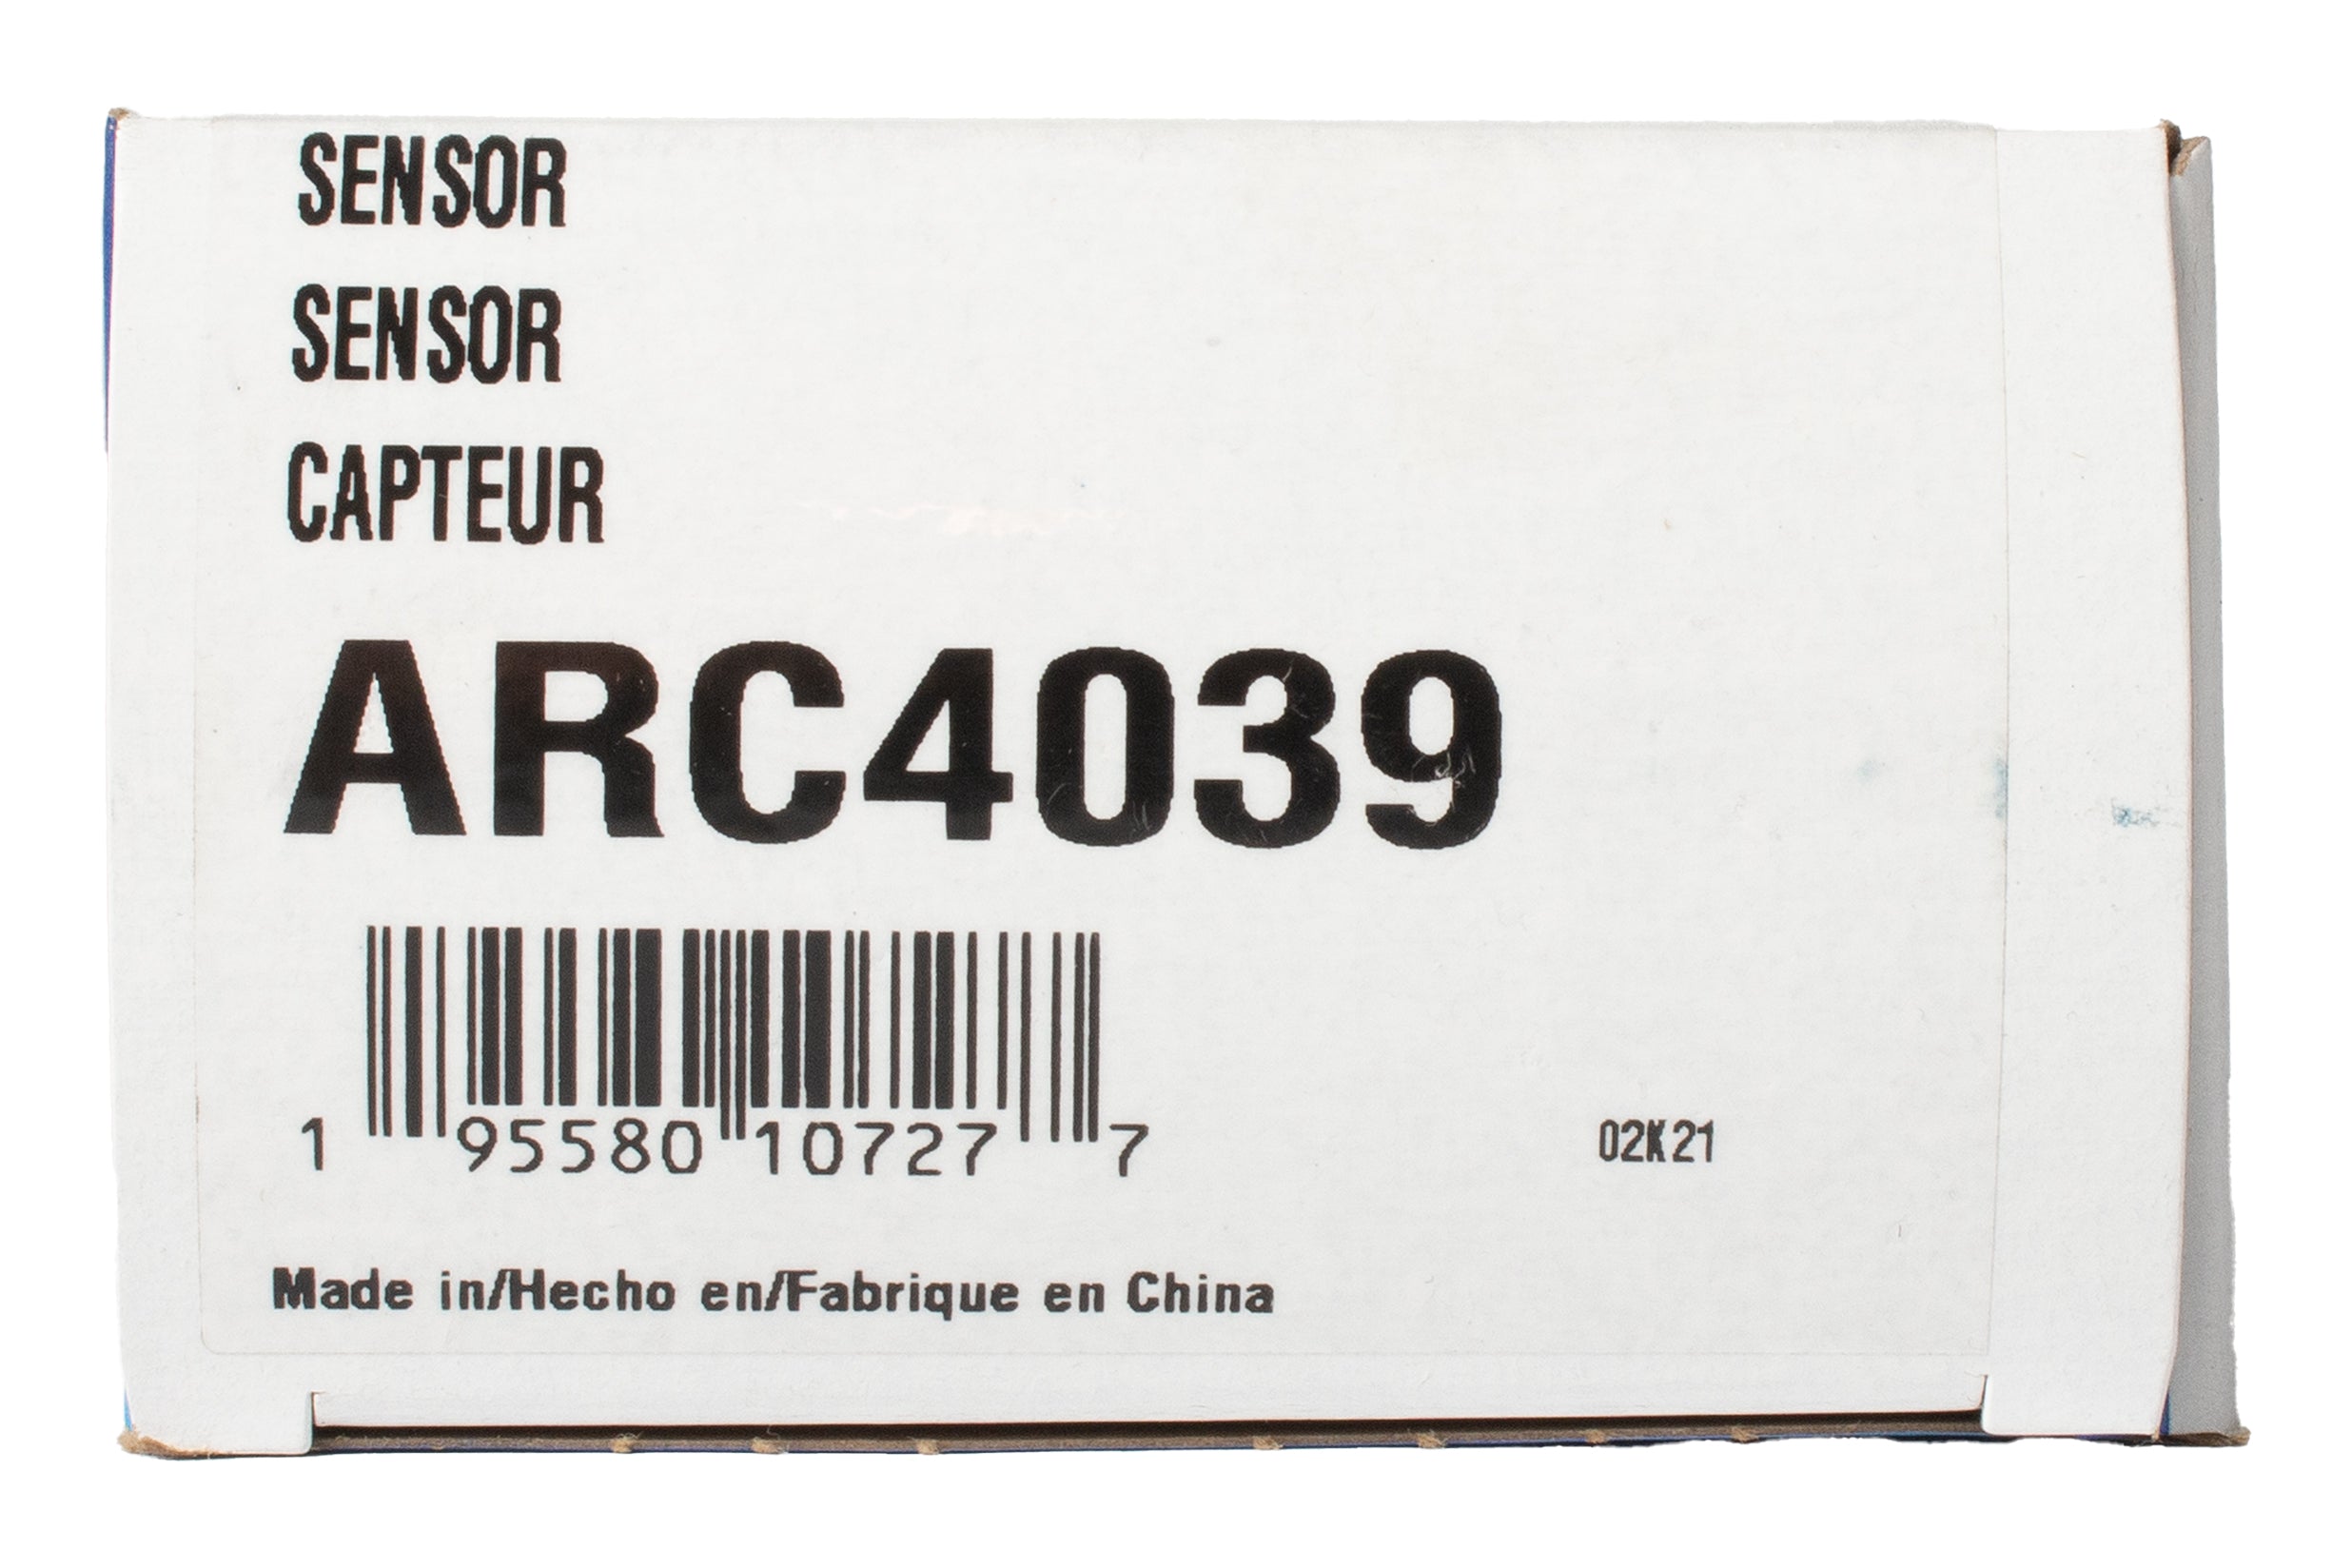 SENSOR
SENSOR
CAPTEUR
ARC4039
1 95580 10727 7
02K21
Made in/Hecho en/Fabrique en China